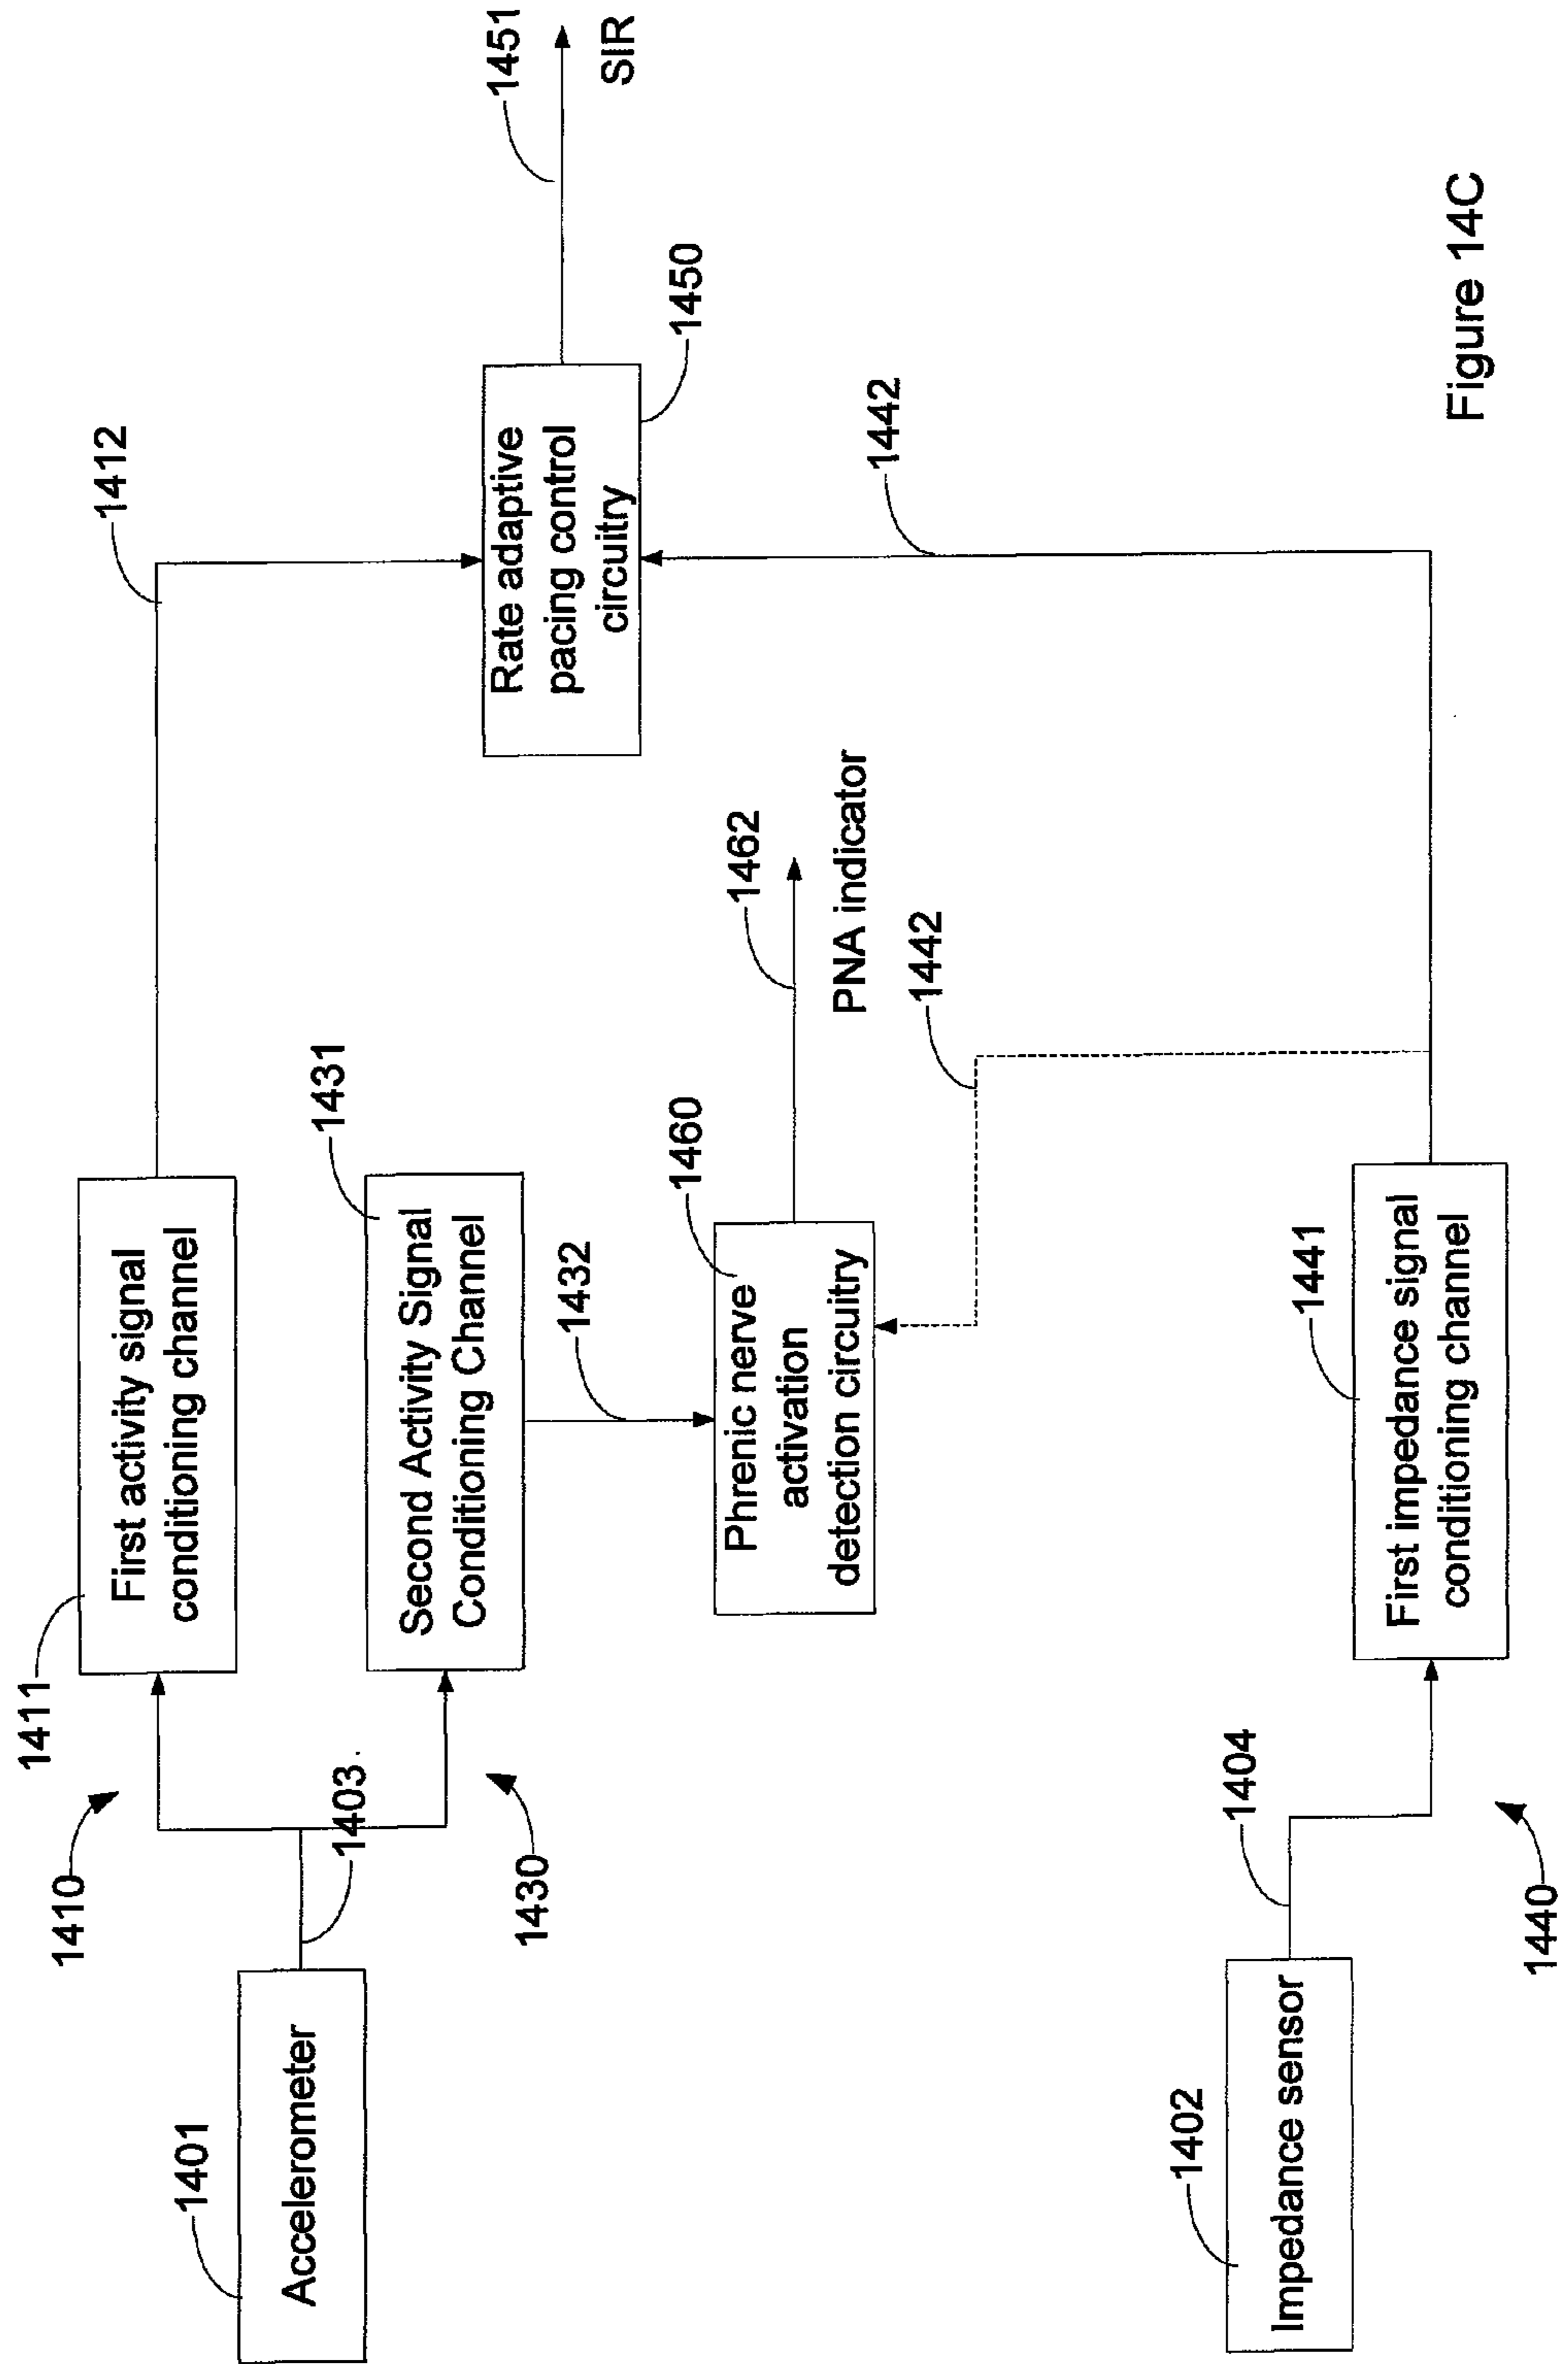 1401
Accelerometer
1403
1410
1430
1411
First activity signal
conditioning channel
1412
1431
Second Activity Signal
Conditioning Channel
1432
1460
Phrenic nerve
activation
detection circuitry
1462
PNA indicator
1442
Rate adaptive
pacing control
circuitry
1450
1451
SIR
1442
1402
Impedance sensor
1404
1440
1441
First impedance signal
conditioning channel
Figure 14C